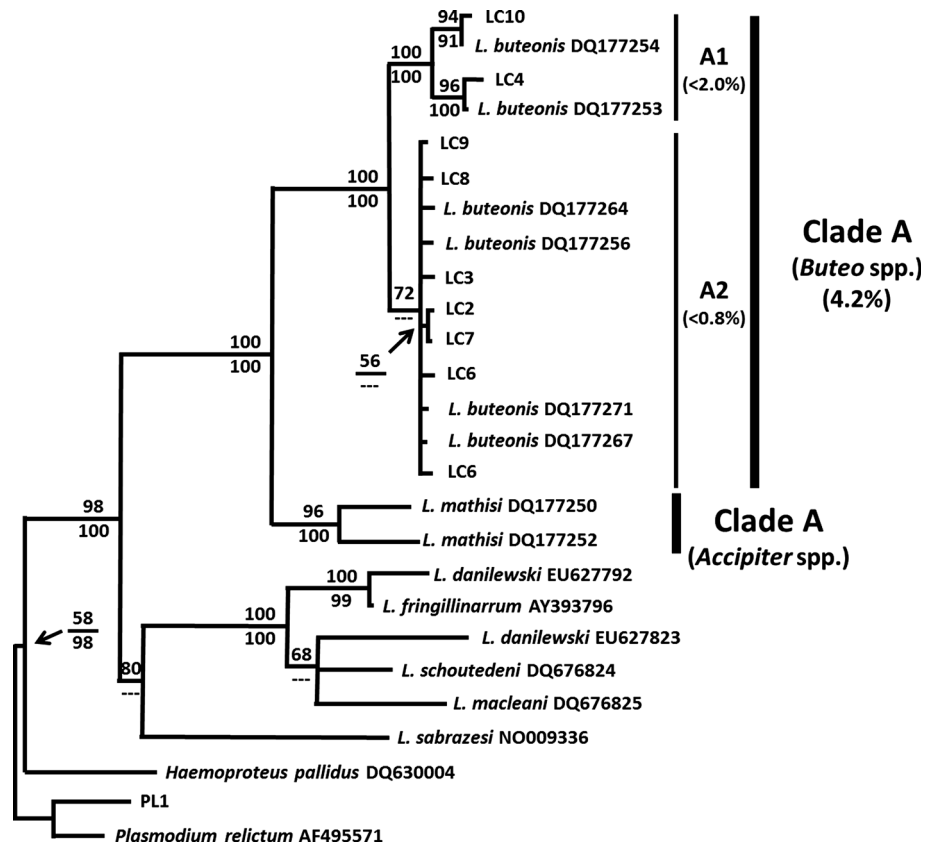 94
91
LC10
L. buteonis DQ177254
100
100
96
100
LC4
L. buteonis DQ177253
A1
(<2.0%)
LC9
LC8
100
100
L. buteonis DQ177264
L. buteonis DQ177256
LC3
72
---
LC2
LC7
56
---
LC6
L. buteonis DQ177271
L. buteonis DQ177267
LC6
A2
(<0.8%)
Clade A
(Buteo spp.)
(4.2%)
100
100
96
100
L. mathisi DQ177250
L. mathisi DQ177252
Clade A
(Accipiter spp.)
98
100
100
99
L. danilewski EU627792
L. fringillinarrum AY393796
100
100
58
98
L. danilewski EU627823
68
---
L. schoutedeni DQ676824
80
---
L. macleani DQ676825
L. sabrazesi NO009336
Haemoproteus pallidus DQ630004
PL1
Plasmodium relictum AF495571